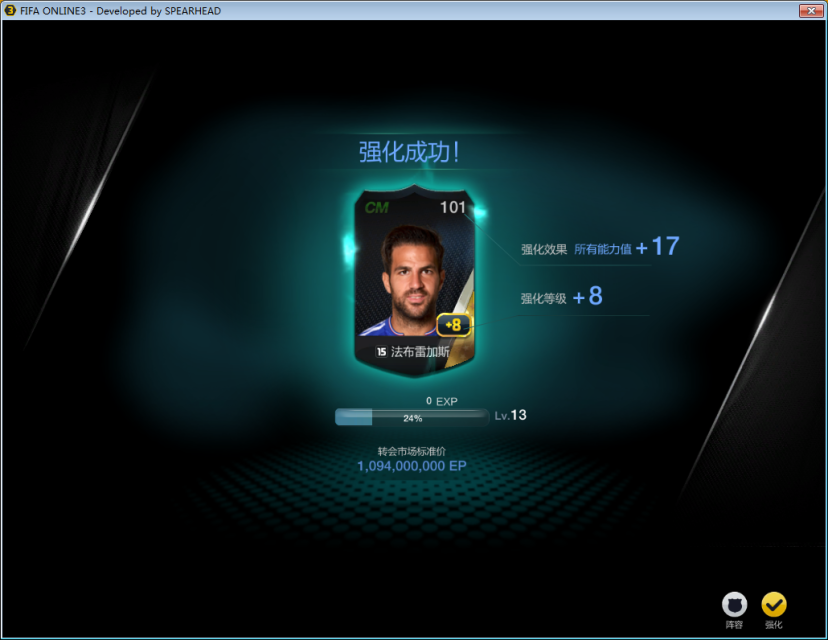 FIFA ONLINE3 - Developed by SPEARHEAD
强化成功!
CM 101
强化效果 所有能力值 +17
强化等级 +8
+8
15 法布雷加斯
0 EXP
24% Lv.13
转会市场标准价
1,094,000,000 EP
阵容 强化